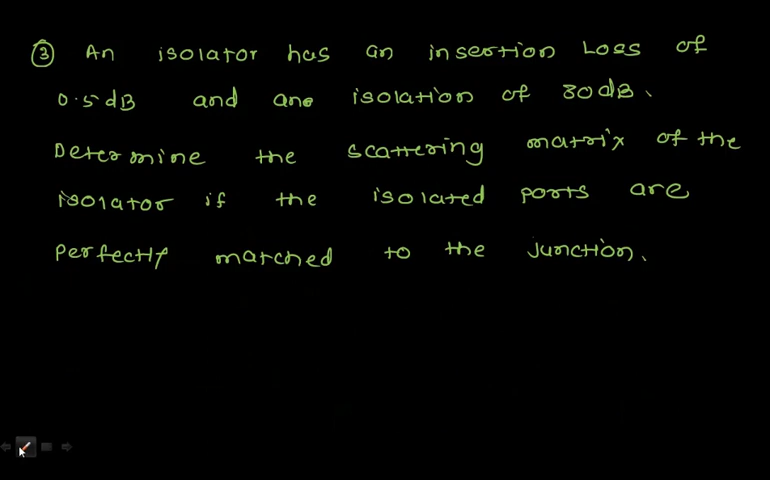 ③ An isolator has an insertion Loss of
0.5dB and an isolation of 30dB.
Determine the scattering matrix of the
isolator if the isolated ports are
perfectly matched to the junction.